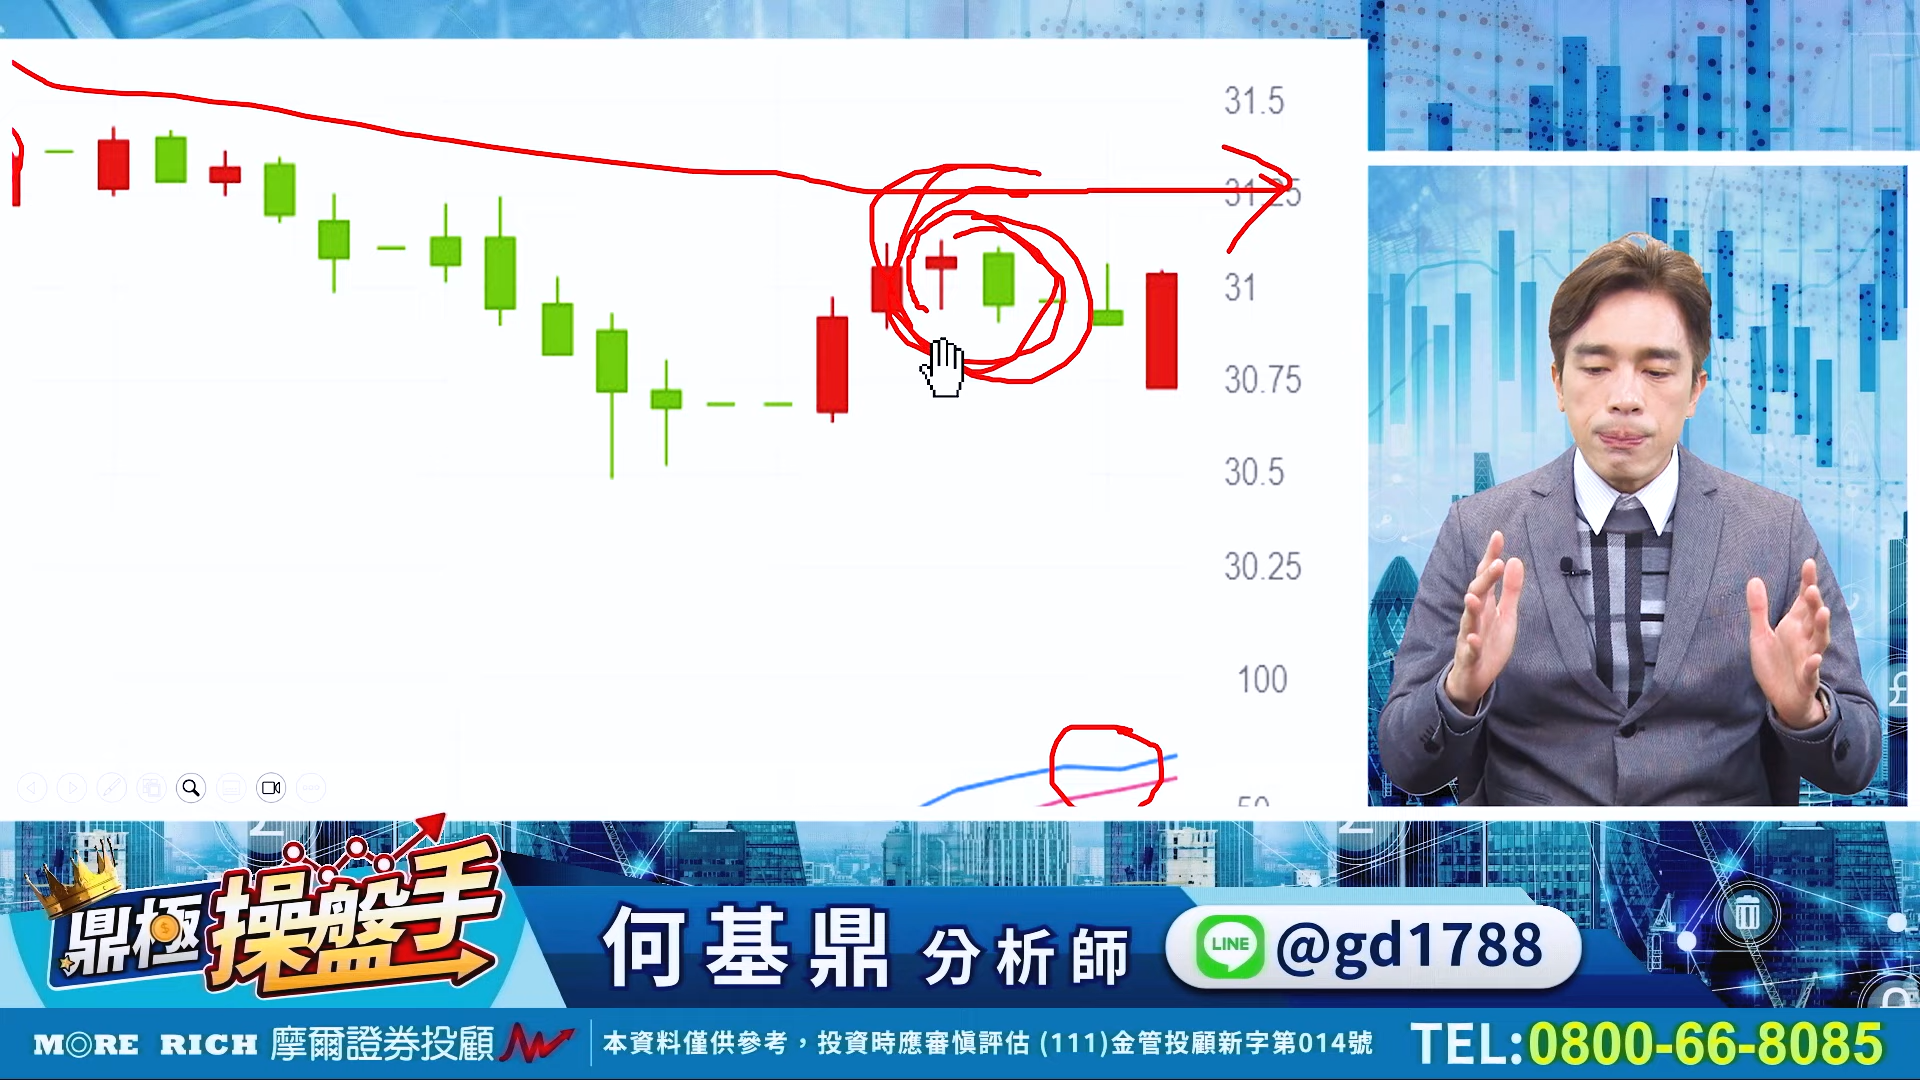 31.5
31.25
31
30.75
30.5
30.25
100
50
鼎極操盤手
何基鼎 分析師
LINE @gd1788
MORE RICH 摩爾證券投顧
本資料僅供參考，投資時應審慎評估 (111)金管投顧新字第014號
TEL:0800-66-8085